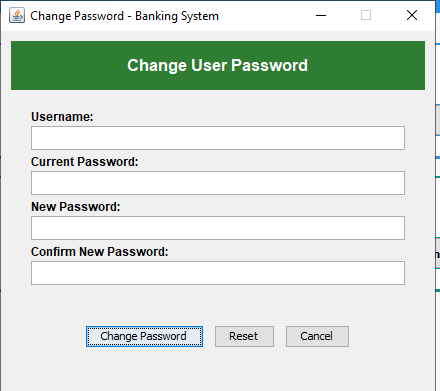 Change Password - Banking System
Change User Password
Username:
Current Password:
New Password:
Confirm New Password:
Change Password Reset Cancel